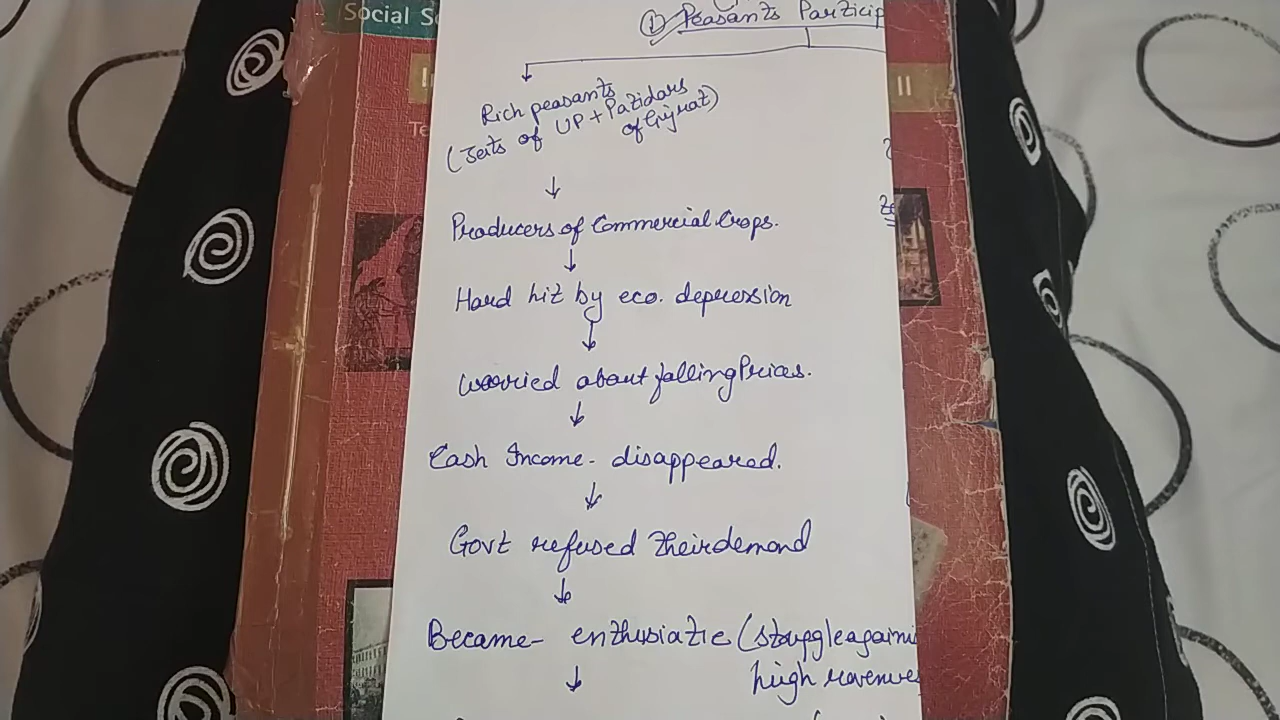 Social S
① Peasants Particip
Rich peasants
(Jats of UP + Patidars
of Gujrat)
II
Producers of Commercial Crops.
Hard hit by eco. depression
Worried about falling Prices.
Cash Income - disappeared.
Govt refused their demand
Became - enthusiatic (struggle against
high revenues